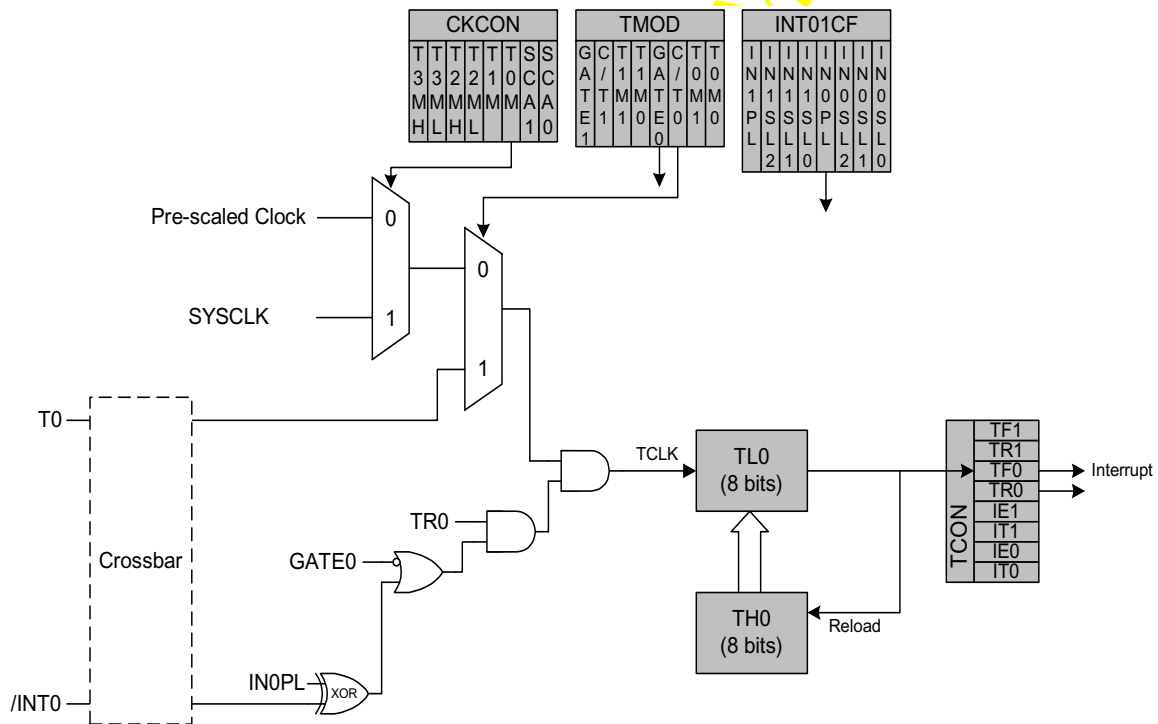 CKCON
T3MH
T3ML
T2MH
T2ML
T1M
T0M
SCA1
SCA0
TMOD
GATE1
C/T1
T1M1
T1M0
GATE0
C/T0
T0M1
T0M0
INT01CF
IN1PL
IN1SL2
IN1SL1
IN1SL0
IN0PL
IN0SL2
IN0SL1
IN0SL0
Pre-scaled Clock
0
SYSCLK
1
0
1
T0
Crossbar
/INT0
TR0
GATE0
IN0PL
XOR
TCLK
TL0
(8 bits)
TH0
(8 bits)
Reload
TCON
TF1
TR1
TF0
TR0
IE1
IT1
IE0
IT0
Interrupt